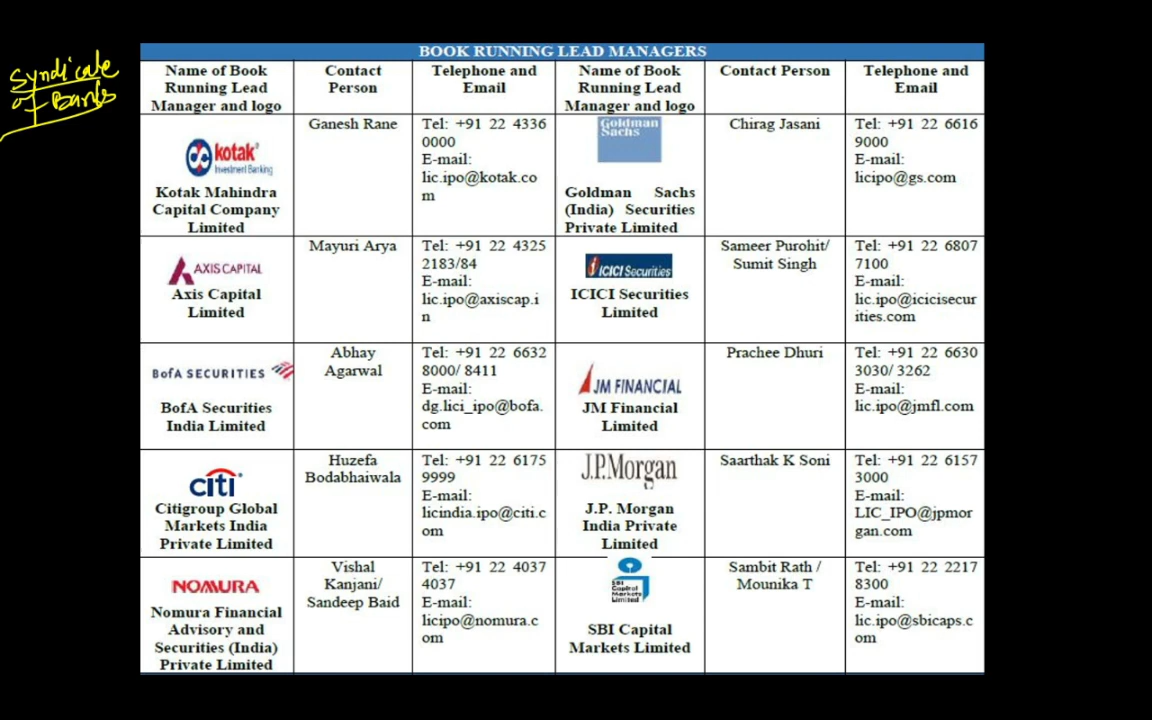 Syndicate
of Banks
BOOK RUNNING LEAD MANAGERS
Name of Book
Running Lead
Manager and logo
Contact
Person
Telephone and
Email
Name of Book
Running Lead
Manager and logo
Contact Person
Telephone and
Email
kotak
Investment Banking
Kotak Mahindra
Capital Company
Limited
Ganesh Rane
Tel: +91 22 4336
0000
E-mail:
lic.ipo@kotak.co
m
Goldman
Sachs
Goldman Sachs
(India) Securities
Private Limited
Chirag Jasani
Tel: +91 22 6616
9000
E-mail:
licipo@gs.com
AXIS CAPITAL
Axis Capital
Limited
Mayuri Arya
Tel: +91 22 4325
2183/84
E-mail:
lic.ipo@axiscap.i
n
ICICI Securities
ICICI Securities
Limited
Sameer Purohit/
Sumit Singh
Tel: +91 22 6807
7100
E-mail:
lic.ipo@icicisecur
ities.com
BofA SECURITIES
BofA Securities
India Limited
Abhay
Agarwal
Tel: +91 22 6632
8000/ 8411
E-mail:
dg.lici_ipo@bofa.
com
JM FINANCIAL
JM Financial
Limited
Prachee Dhuri
Tel: +91 22 6630
3030/ 3262
E-mail:
lic.ipo@jmfl.com
citi
Citigroup Global
Markets India
Private Limited
Huzefa
Bodabhaiwala
Tel: +91 22 6175
9999
E-mail:
licindia.ipo@citi.c
om
J.P.Morgan
J.P. Morgan
India Private
Limited
Saarthak K Soni
Tel: +91 22 6157
3000
E-mail:
LIC_IPO@jpmor
gan.com
NOMURA
Nomura Financial
Advisory and
Securities (India)
Private Limited
Vishal
Kanjani/
Sandeep Baid
Tel: +91 22 4037
4037
E-mail:
licipo@nomura.c
om
SBI
Capital
Markets
Limited
SBI Capital
Markets Limited
Sambit Rath /
Mounika T
Tel: +91 22 2217
8300
E-mail:
lic.ipo@sbicaps.c
om